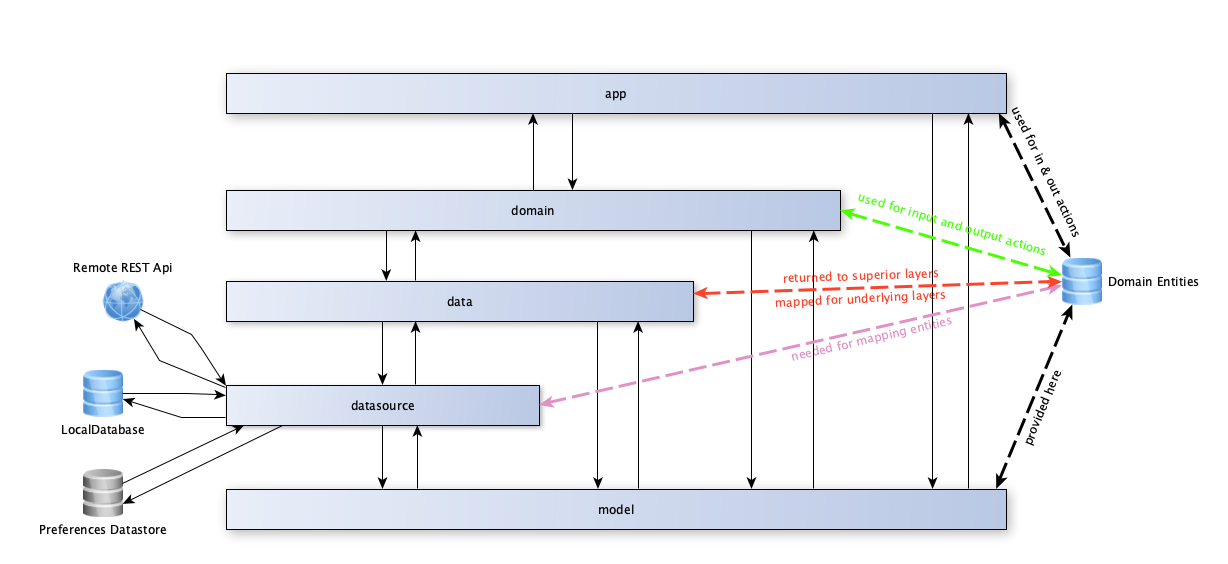 app
used for in & out actions
domain
used for input and output actions
Remote REST Api
returned to superior layers
Domain Entities
data
mapped for underlying layers
needed for mapping entities
datasource
LocalDatabase
provided here
model
Preferences Datastore